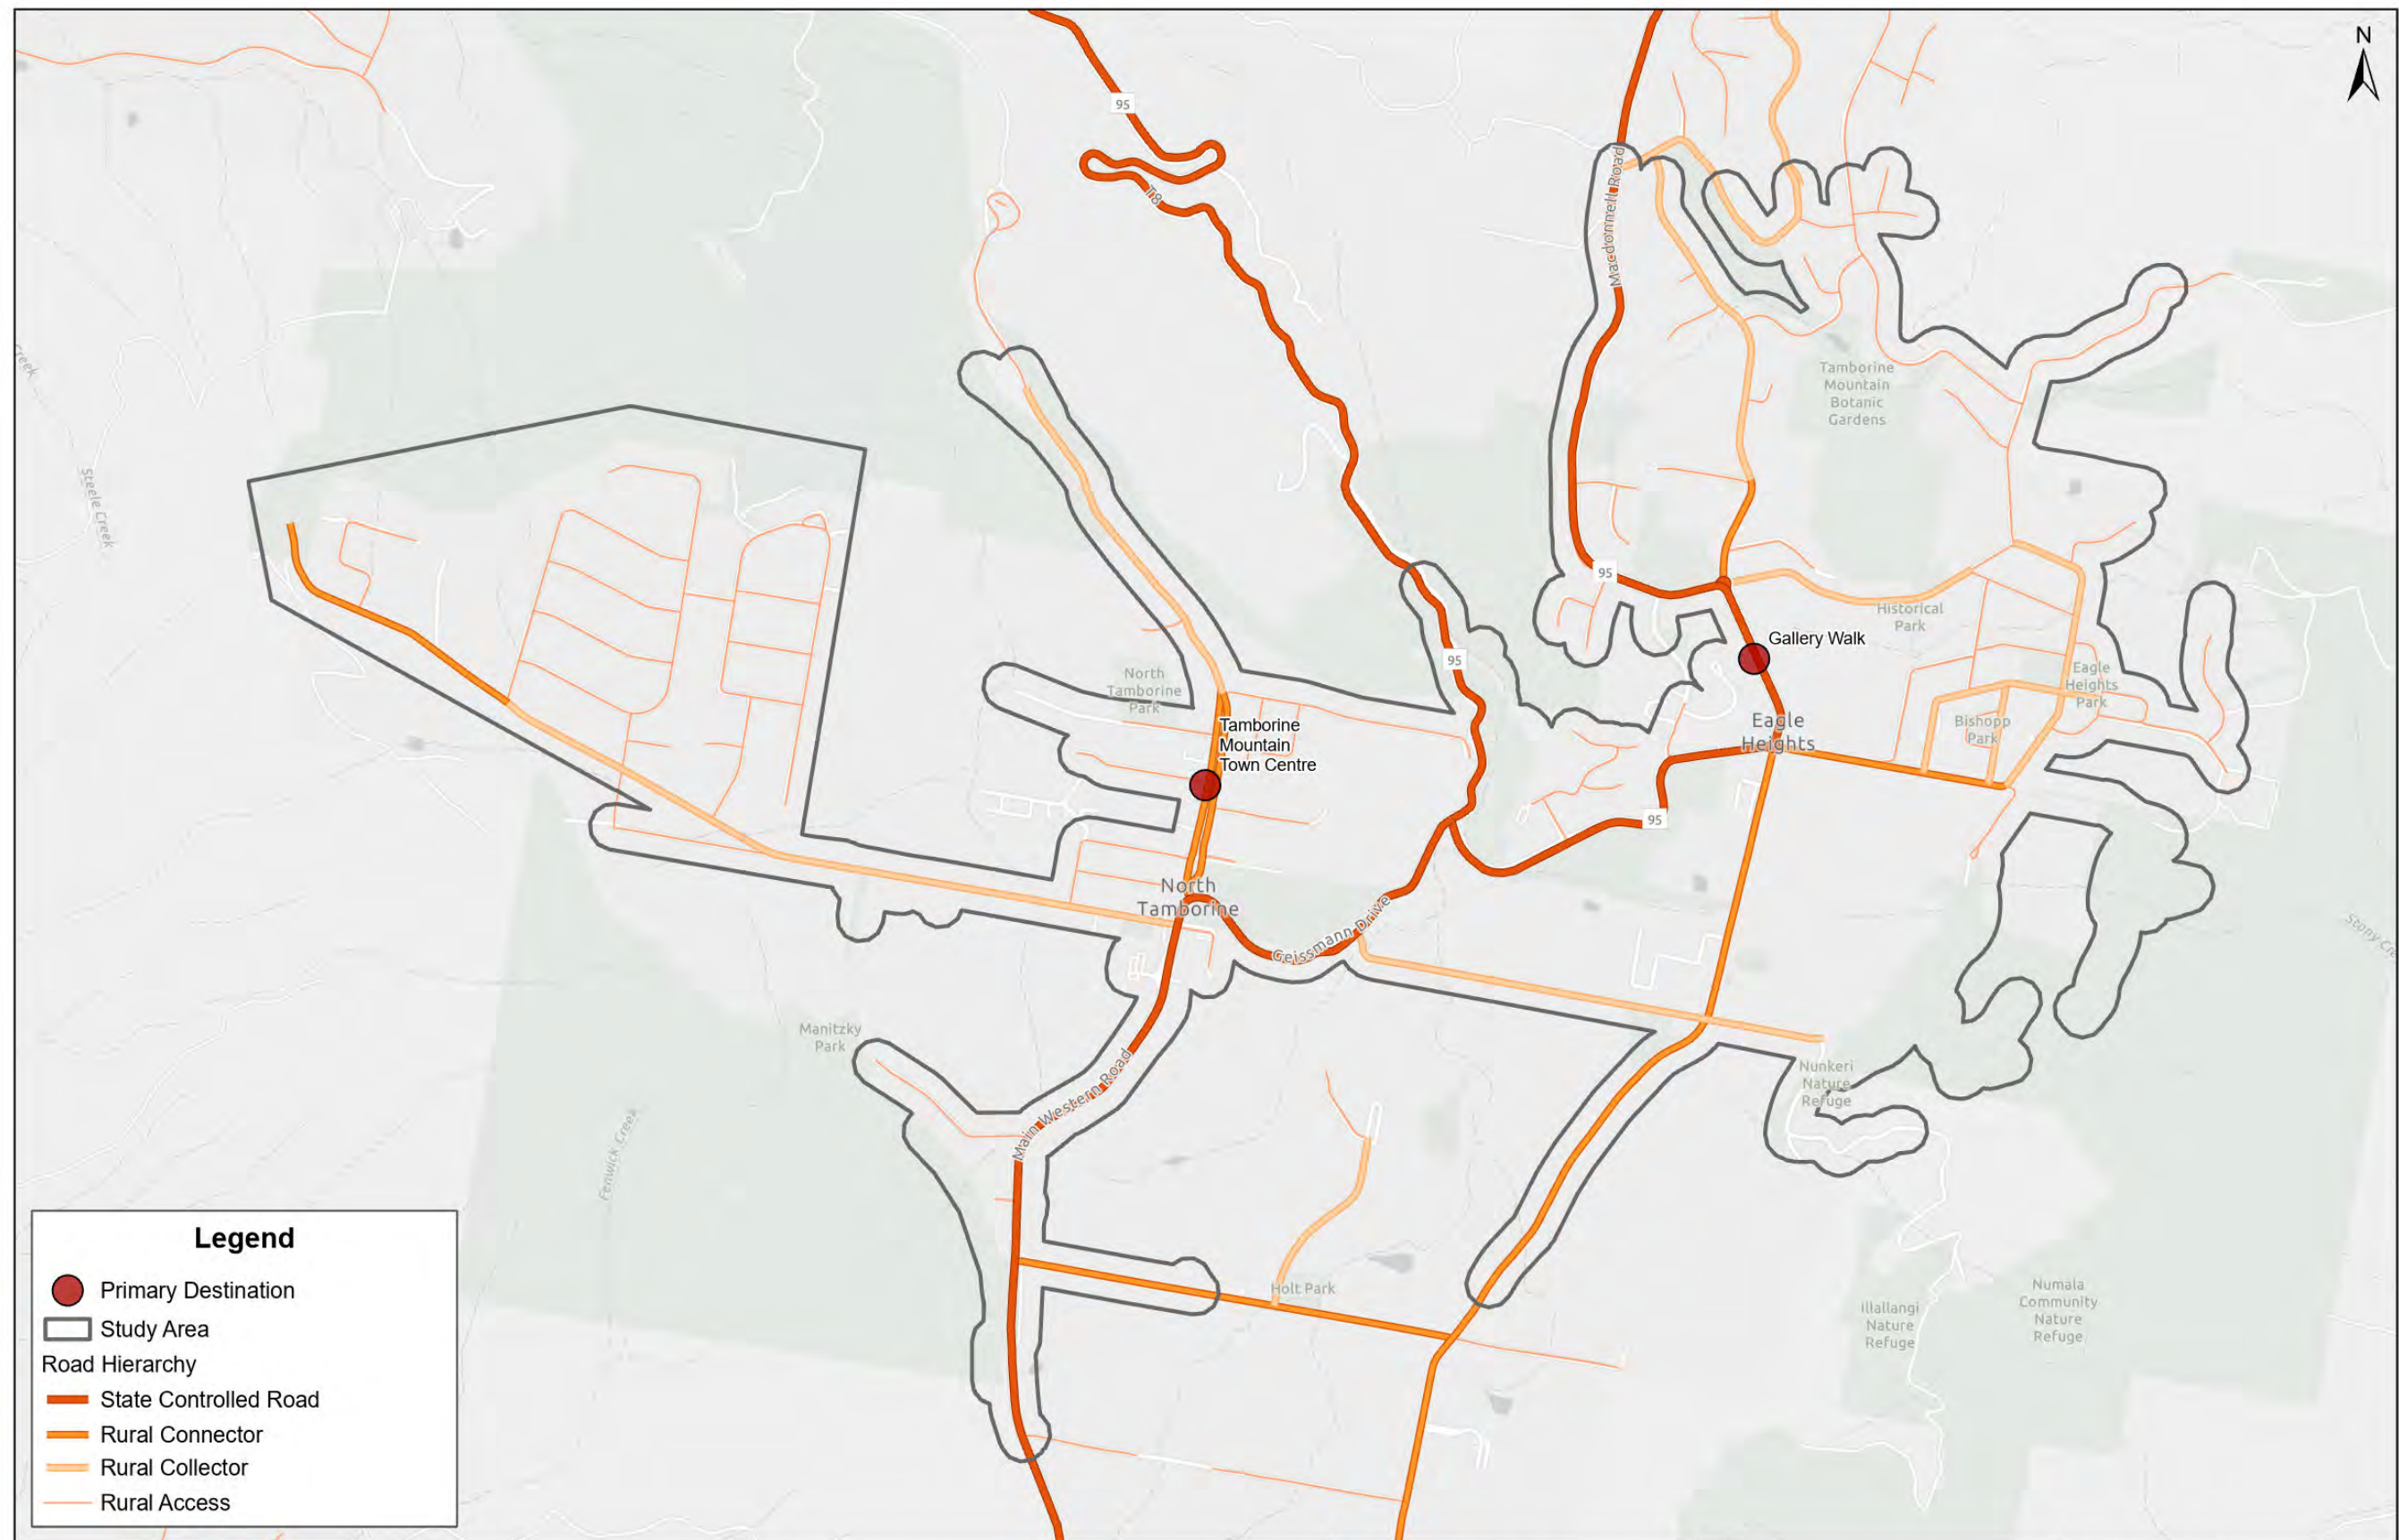 N
95
T8
Macdonnell Road
Tamborine
Mountain
Botanic
Gardens
Creek
Steele Creek
95
Historical
Park
Gallery Walk
95
North
Tamborine
Park
Eagle
Heights
Park
Tamborine
Mountain
Town Centre
Eagle
Heights
Bishopp
Park
95
North
Tamborine
Geissmann Drive
Stony
Manitzky
Park
Main Western Road
Nunkeri
Nature
Refuge
Fenwick Creek
Holt Park
Illallangi
Nature
Refuge
Numala
Community
Nature
Refuge
Legend
Primary Destination
Study Area
Road Hierarchy
State Controlled Road
Rural Connector
Rural Collector
Rural Access